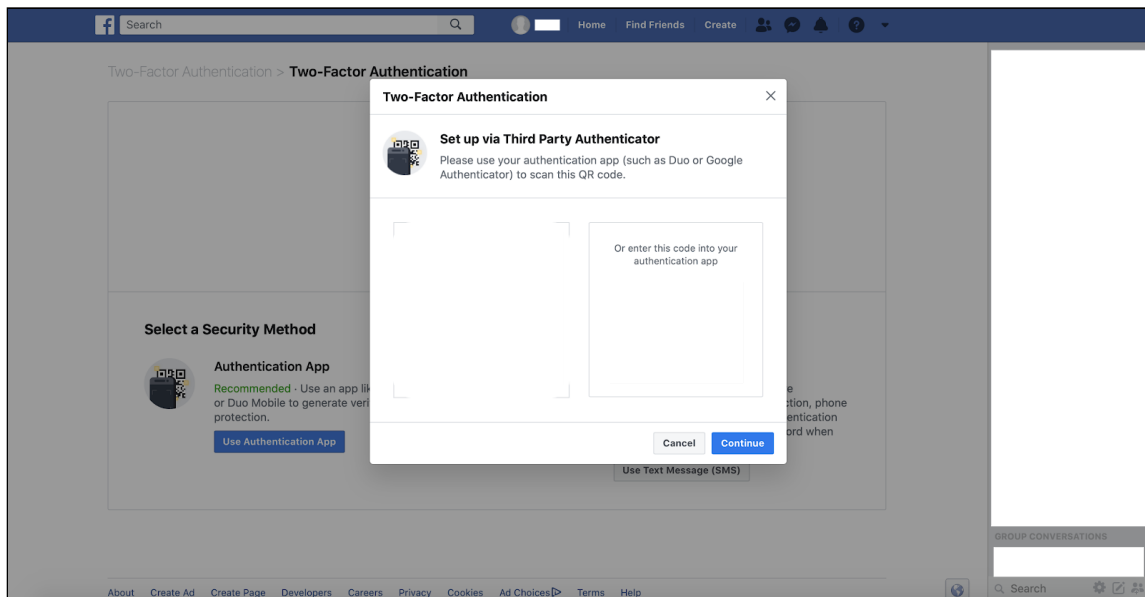 Search
Home Find Friends Create
Two-Factor Authentication > Two-Factor Authentication
Two-Factor Authentication
Set up via Third Party Authenticator
Please use your authentication app (such as Duo or Google
Authenticator) to scan this QR code.
Or enter this code into your
authentication app
Cancel Continue
Select a Security Method
Authentication App
Recommended · Use an app lik
or Duo Mobile to generate veri
protection.
Use Authentication App
e
ction, phone
entication
ord when
Use Text Message (SMS)
GROUP CONVERSATIONS
Search
About Create Ad Create Page Developers Careers Privacy Cookies Ad Choices Terms Help